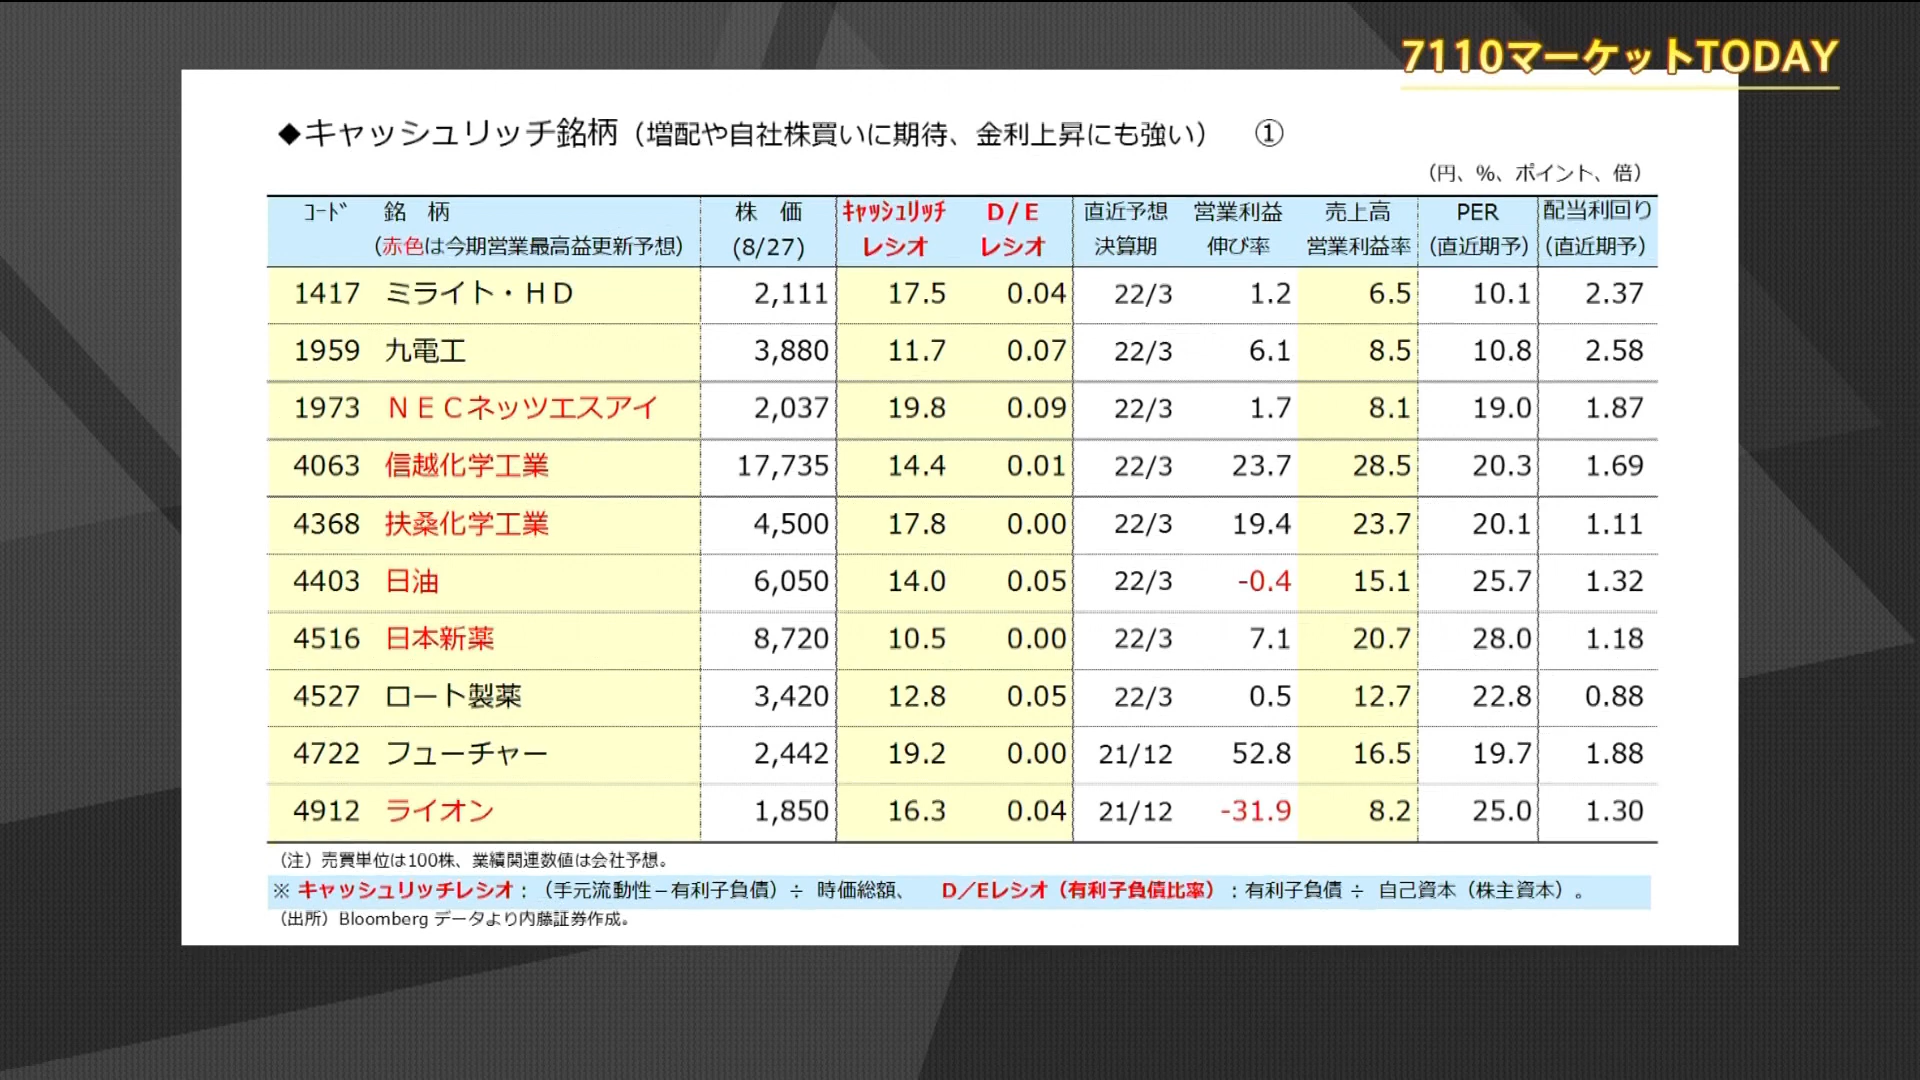 7110マーケットTODAY
◆キャッシュリッチ銘柄（増配や自社株買いに期待、金利上昇にも強い） ①
（円、%、ポイント、倍）
ｺｰﾄﾞ 銘 柄 株 価 ｷｬｯｼｭﾘｯﾁ D/E 直近予想 営業利益 売上高 PER 配当利回り
（赤色は今期営業最高益更新予想） (8/27) レシオ レシオ 決算期 伸び率 営業利益率 (直近期予) (直近期予)
1417 ミライト・ＨＤ 2,111 17.5 0.04 22/3 1.2 6.5 10.1 2.37
1959 九電工 3,880 11.7 0.07 22/3 6.1 8.5 10.8 2.58
1973 ＮＥＣネッツエスアイ 2,037 19.8 0.09 22/3 1.7 8.1 19.0 1.87
4063 信越化学工業 17,735 14.4 0.01 22/3 23.7 28.5 20.3 1.69
4368 扶桑化学工業 4,500 17.8 0.00 22/3 19.4 23.7 20.1 1.11
4403 日油 6,050 14.0 0.05 22/3 -0.4 15.1 25.7 1.32
4516 日本新薬 8,720 10.5 0.00 22/3 7.1 20.7 28.0 1.18
4527 ロート製薬 3,420 12.8 0.05 22/3 0.5 12.7 22.8 0.88
4722 フューチャー 2,442 19.2 0.00 21/12 52.8 16.5 19.7 1.88
4912 ライオン 1,850 16.3 0.04 21/12 -31.9 8.2 25.0 1.30
（注）売買単位は100株、業績関連数値は会社予想。
※ キャッシュリッチレシオ：（手元流動性－有利子負債）÷ 時価総額、 D／Eレシオ（有利子負債比率）：有利子負債 ÷ 自己資本（株主資本）。
（出所）Bloomberg データより内藤証券作成。